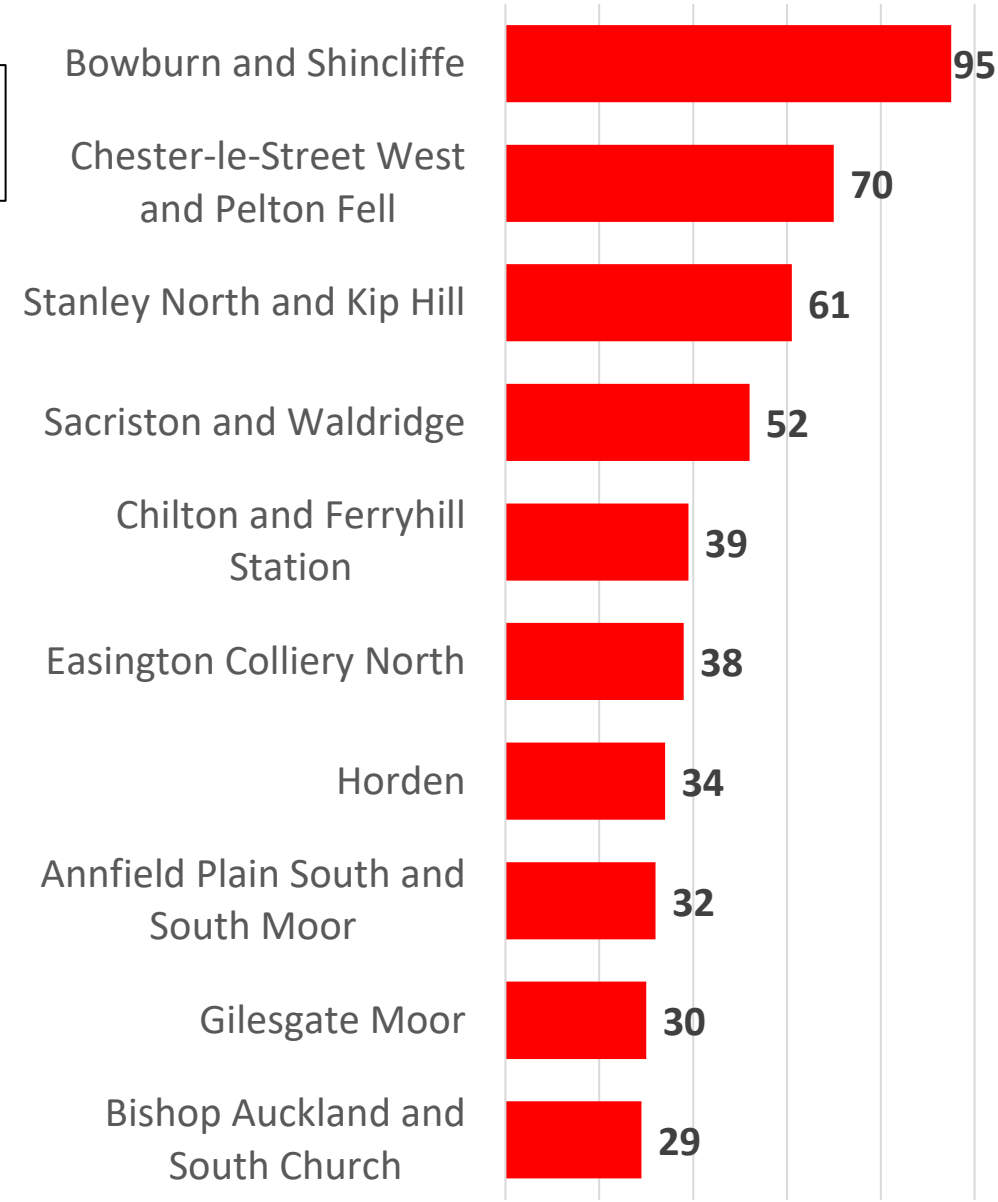 Bowburn and Shincliffe 95
Chester-le-Street West
and Pelton Fell 70
Stanley North and Kip Hill 61
Sacriston and Waldridge 52
Chilton and Ferryhill
Station 39
Easington Colliery North 38
Horden 34
Annfield Plain South and
South Moor 32
Gilesgate Moor 30
Bishop Auckland and
South Church 29